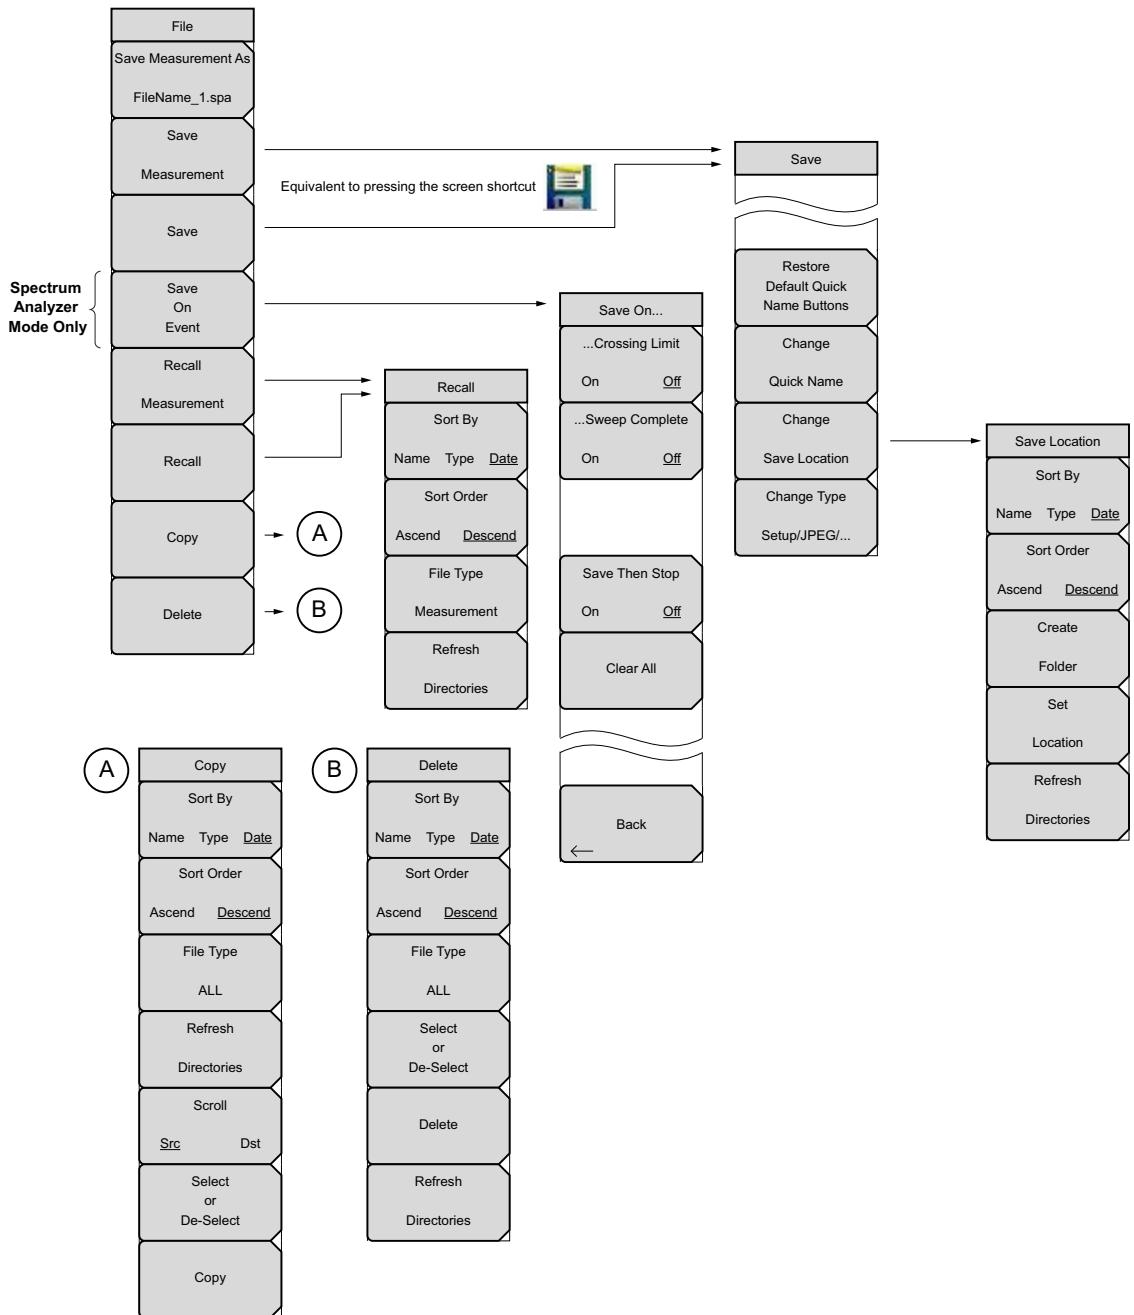 File
Save Measurement As
FileName_1.spa
Save
Measurement
Save
Save
On
Event
Recall
Measurement
Recall
Copy
Delete
Spectrum
Analyzer
Mode Only
Equivalent to pressing the screen shortcut
A
B
Recall
Sort By
Name Type Date
Sort Order
Ascend Descend
File Type
Measurement
Refresh
Directories
Save On...
...Crossing Limit
On Off
...Sweep Complete
On Off
Save Then Stop
On Off
Clear All
Back
Save
Restore
Default Quick
Name Buttons
Change
Quick Name
Change
Save Location
Change Type
Setup/JPEG/...
Save Location
Sort By
Name Type Date
Sort Order
Ascend Descend
Create
Folder
Set
Location
Refresh
Directories
A
Copy
Sort By
Name Type Date
Sort Order
Ascend Descend
File Type
ALL
Refresh
Directories
Scroll
Src Dst
Select
or
De-Select
Copy
B
Delete
Sort By
Name Type Date
Sort Order
Ascend Descend
File Type
ALL
Select
or
De-Select
Delete
Refresh
Directories